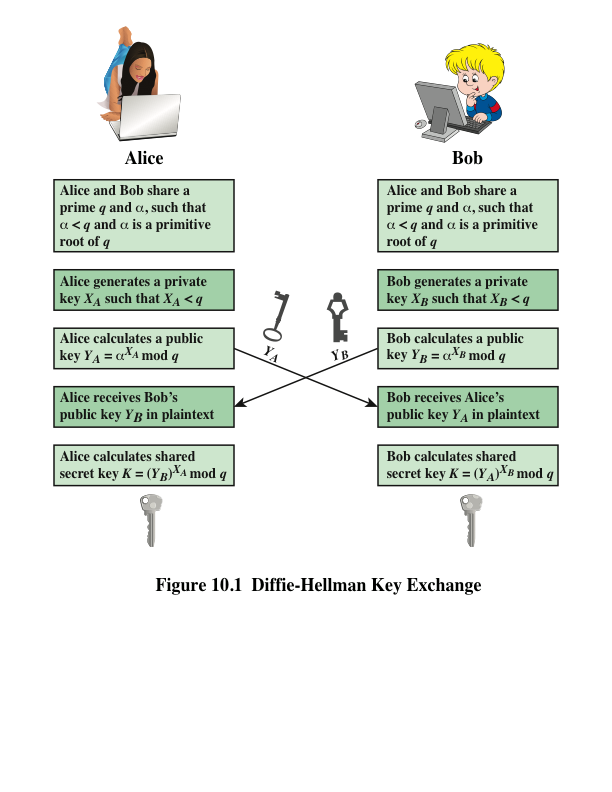 Alice
Alice and Bob share a
prime q and α, such that
α < q and α is a primitive
root of q
Alice generates a private
key X_A such that X_A < q
Alice calculates a public
key Y_A = α^X_A mod q
Alice receives Bob's
public key Y_B in plaintext
Alice calculates shared
secret key K = (Y_B)^X_A mod q
Y_A
Y_B
Bob
Alice and Bob share a
prime q and α, such that
α < q and α is a primitive
root of q
Bob generates a private
key X_B such that X_B < q
Bob calculates a public
key Y_B = α^X_B mod q
Bob receives Alice's
public key Y_A in plaintext
Bob calculates shared
secret key K = (Y_A)^X_B mod q
Figure 10.1 Diffie-Hellman Key Exchange